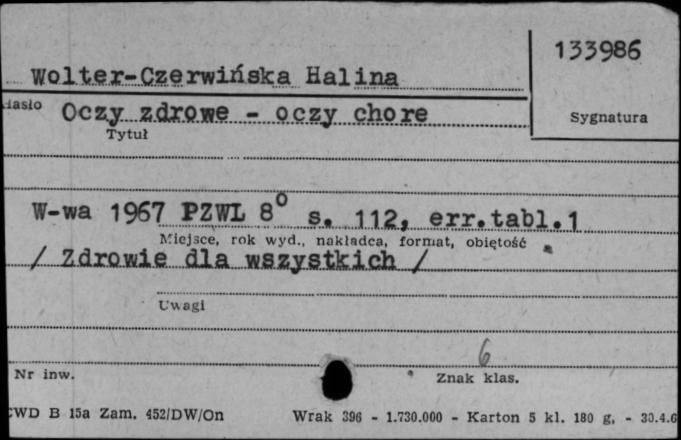 133986
Wolter-Czerwińska Halina
Hasło Oczy zdrowe - oczy chore
Sygnatura
Tytuł
W-wa 1967 PZWL 8° s. 112, err.tabl.1
Miejsce, rok wyd., nakładca, format, objętość
/ Zdrowie dla wszystkich /
Uwagi
6
Nr inw.
Znak klas.
CWD B 15a Zam. 452/DW/On Wrak 396 - 1.730.000 - Karton 5 kl. 180 g. - 30.4.6